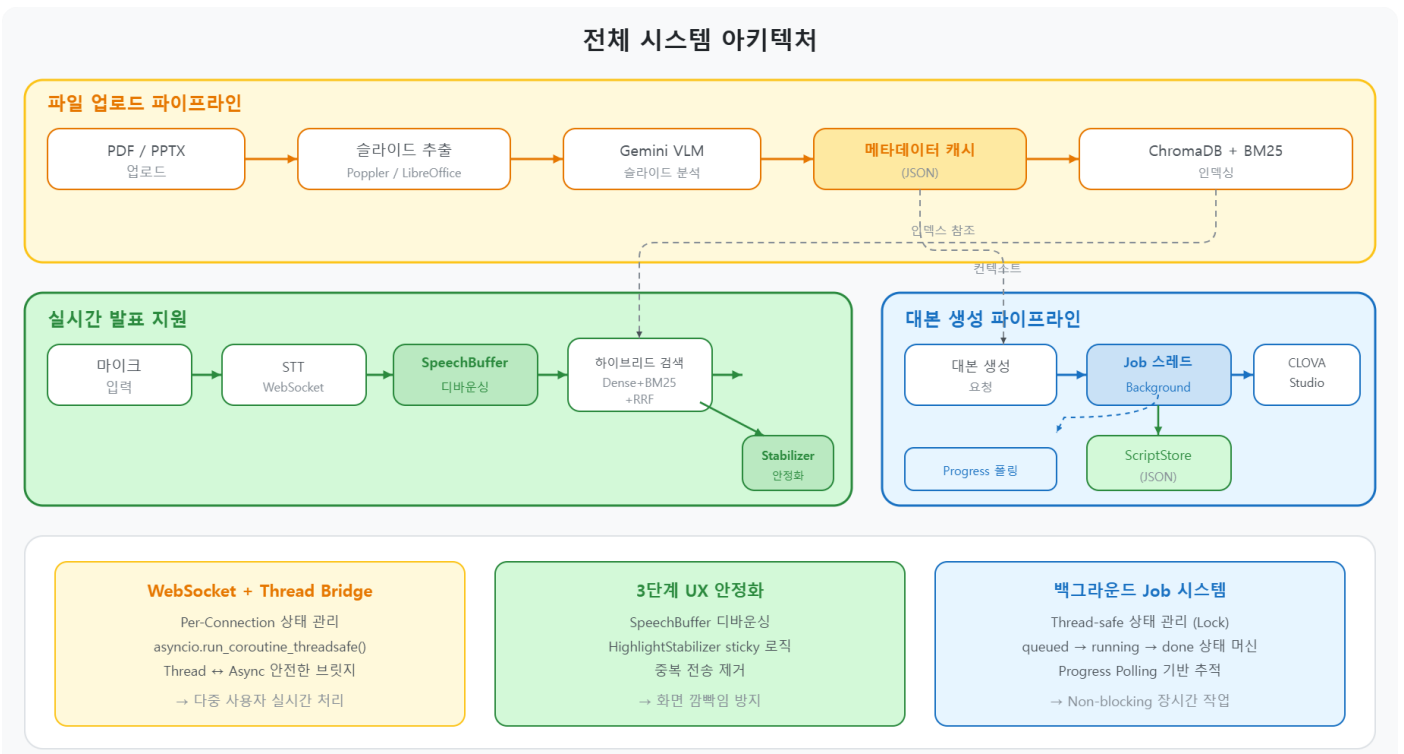 전체 시스템 아키텍처
파일 업로드 파이프라인
PDF / PPTX
업로드
슬라이드 추출
Poppler / LibreOffice
Gemini VLM
슬라이드 분석
메타데이터 캐시
(JSON)
ChromaDB + BM25
인덱싱
인덱스 참조
컨텍스트
실시간 발표 지원
마이크
입력
STT
WebSocket
SpeechBuffer
디바운싱
하이브리드 검색
Dense+BM25
+RRF
Stabilizer
안정화
대본 생성 파이프라인
대본 생성
요청
Job 스레드
Background
CLOVA
Studio
Progress 폴링
ScriptStore
(JSON)
WebSocket + Thread Bridge
Per-Connection 상태 관리
asyncio.run_coroutine_threadsafe()
Thread ↔ Async 안전한 브릿지
→ 다중 사용자 실시간 처리
3단계 UX 안정화
SpeechBuffer 디바운싱
HighlightStabilizer sticky 로직
중복 전송 제거
→ 화면 깜빡임 방지
백그라운드 Job 시스템
Thread-safe 상태 관리 (Lock)
queued → running → done 상태 머신
Progress Polling 기반 추적
→ Non-blocking 장시간 작업